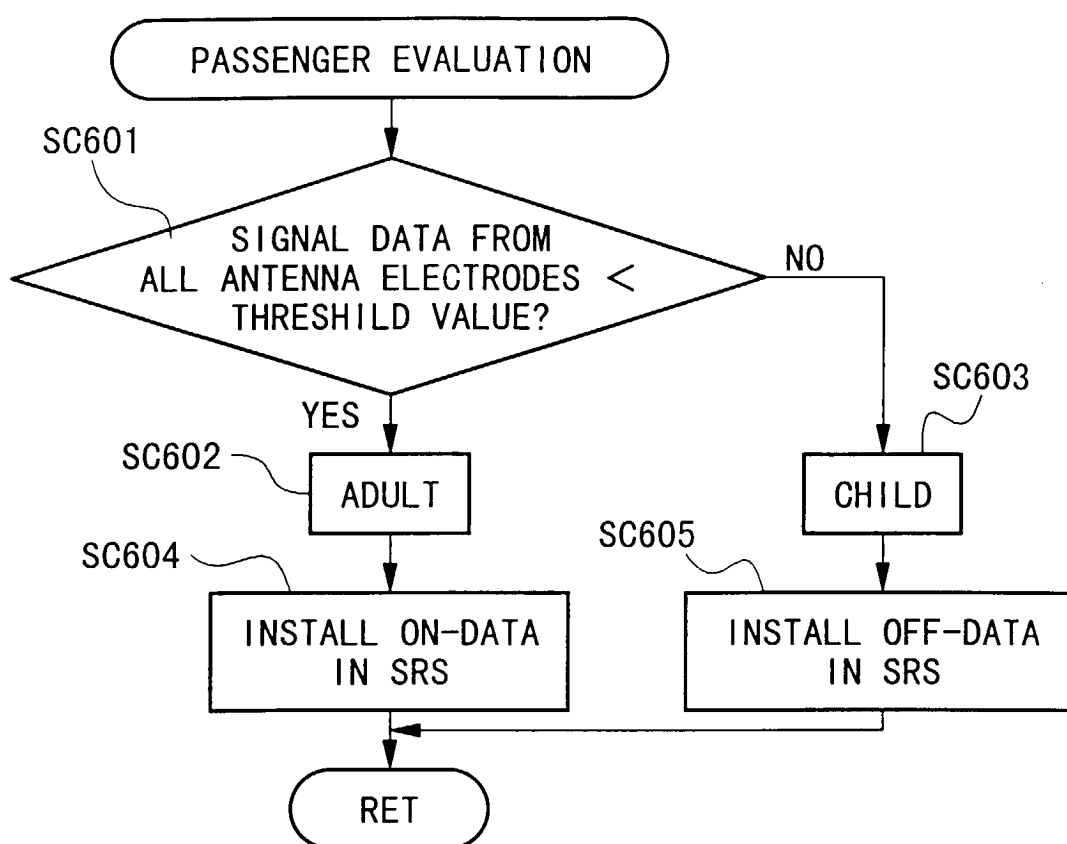 PASSENGER EVALUATION
SC601
SIGNAL DATA FROM
ALL ANTENNA ELECTRODES <
THRESHILD VALUE?
NO
YES
SC603
SC602
ADULT
CHILD
SC604
SC605
INSTALL ON-DATA
IN SRS
INSTALL OFF-DATA
IN SRS
RET